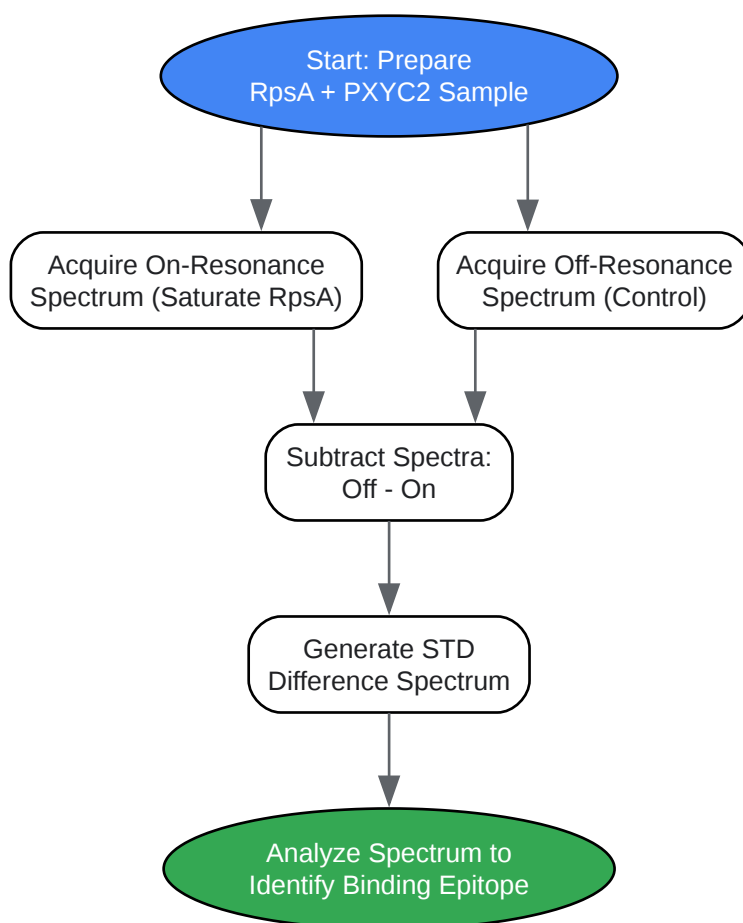 Start: Prepare
RpsA + PXYC2 Sample
Acquire On-Resonance
Spectrum (Saturate RpsA)
Acquire Off-Resonance
Spectrum (Control)
Subtract Spectra:
Off - On
Generate STD
Difference Spectrum
Analyze Spectrum to
Identify Binding Epitope